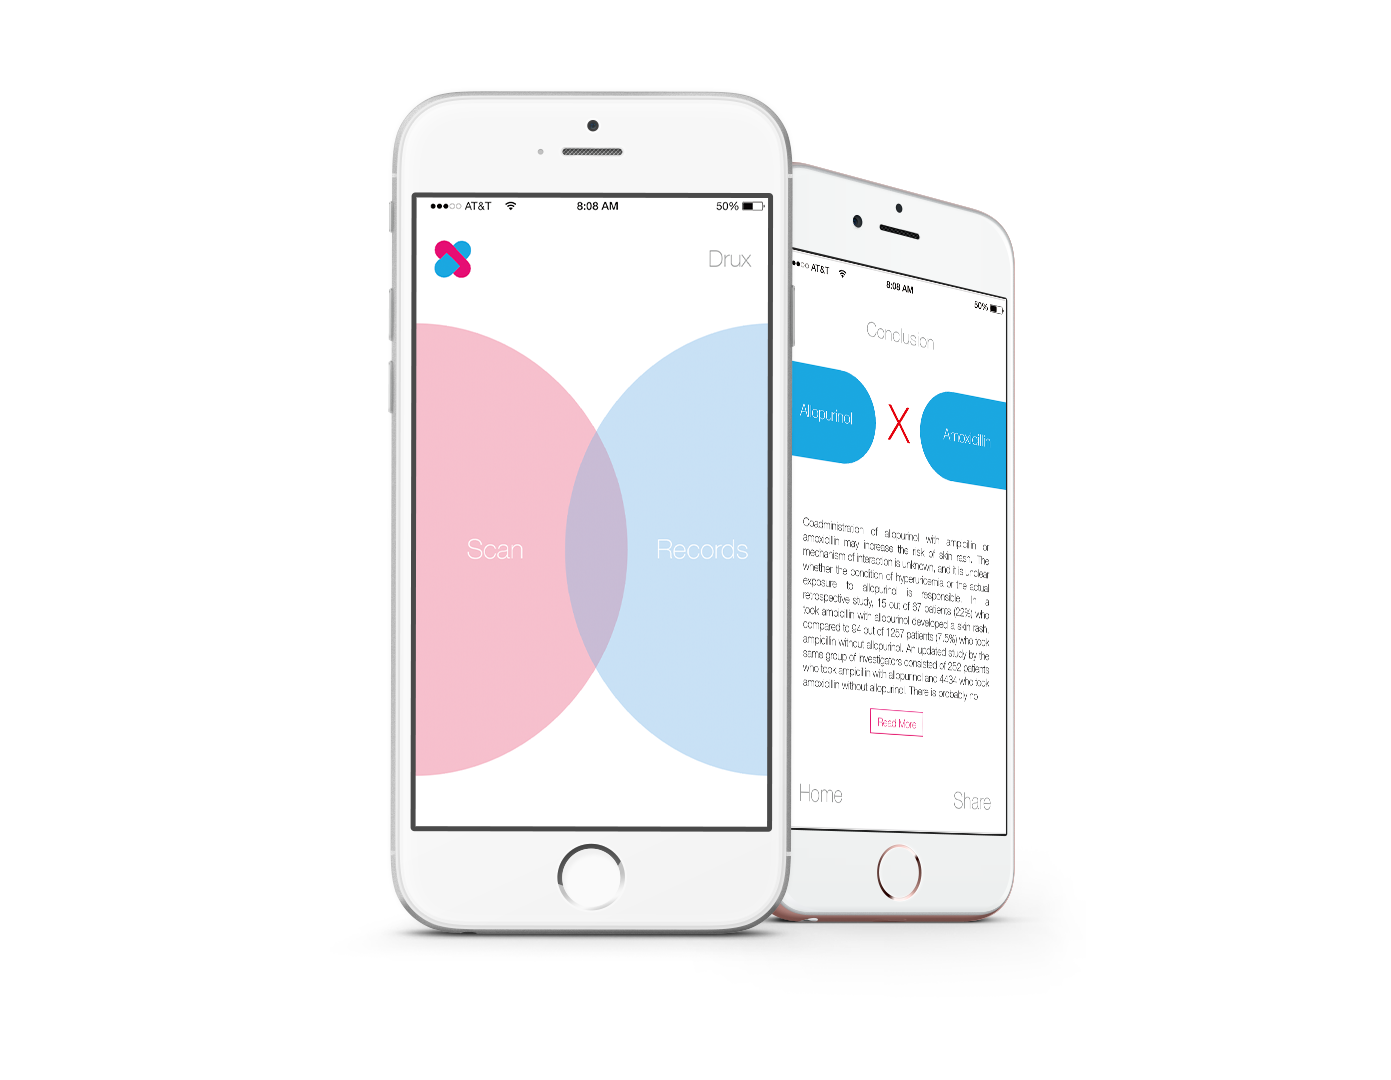 AT&T 8:08 AM 50%
Drux
Scan Records
AT&T 8:08 AM 50%
Conclusion
Allopurinol X Amoxicillin
Coadministration of allopurinol with ampicillin or
amoxicillin may increase the risk of skin rash. The
mechanism of interaction is unknown, and it is unclear
whether the condition of hyperuricemia or the actual
exposure to allopurinol is responsible. In a
retrospective study, 15 out of 67 patients (22%) who
took ampicillin with allopurinol developed a skin rash,
compared to 94 out of 1257 patients (7.5%) who took
ampicillin without allopurinol. An updated study by the
same group of investigators consisted of 252 patients
who took ampicillin with allopurinol and 4434 who took
amoxicillin without allopurinol. There is probably no
Read More
Home Share